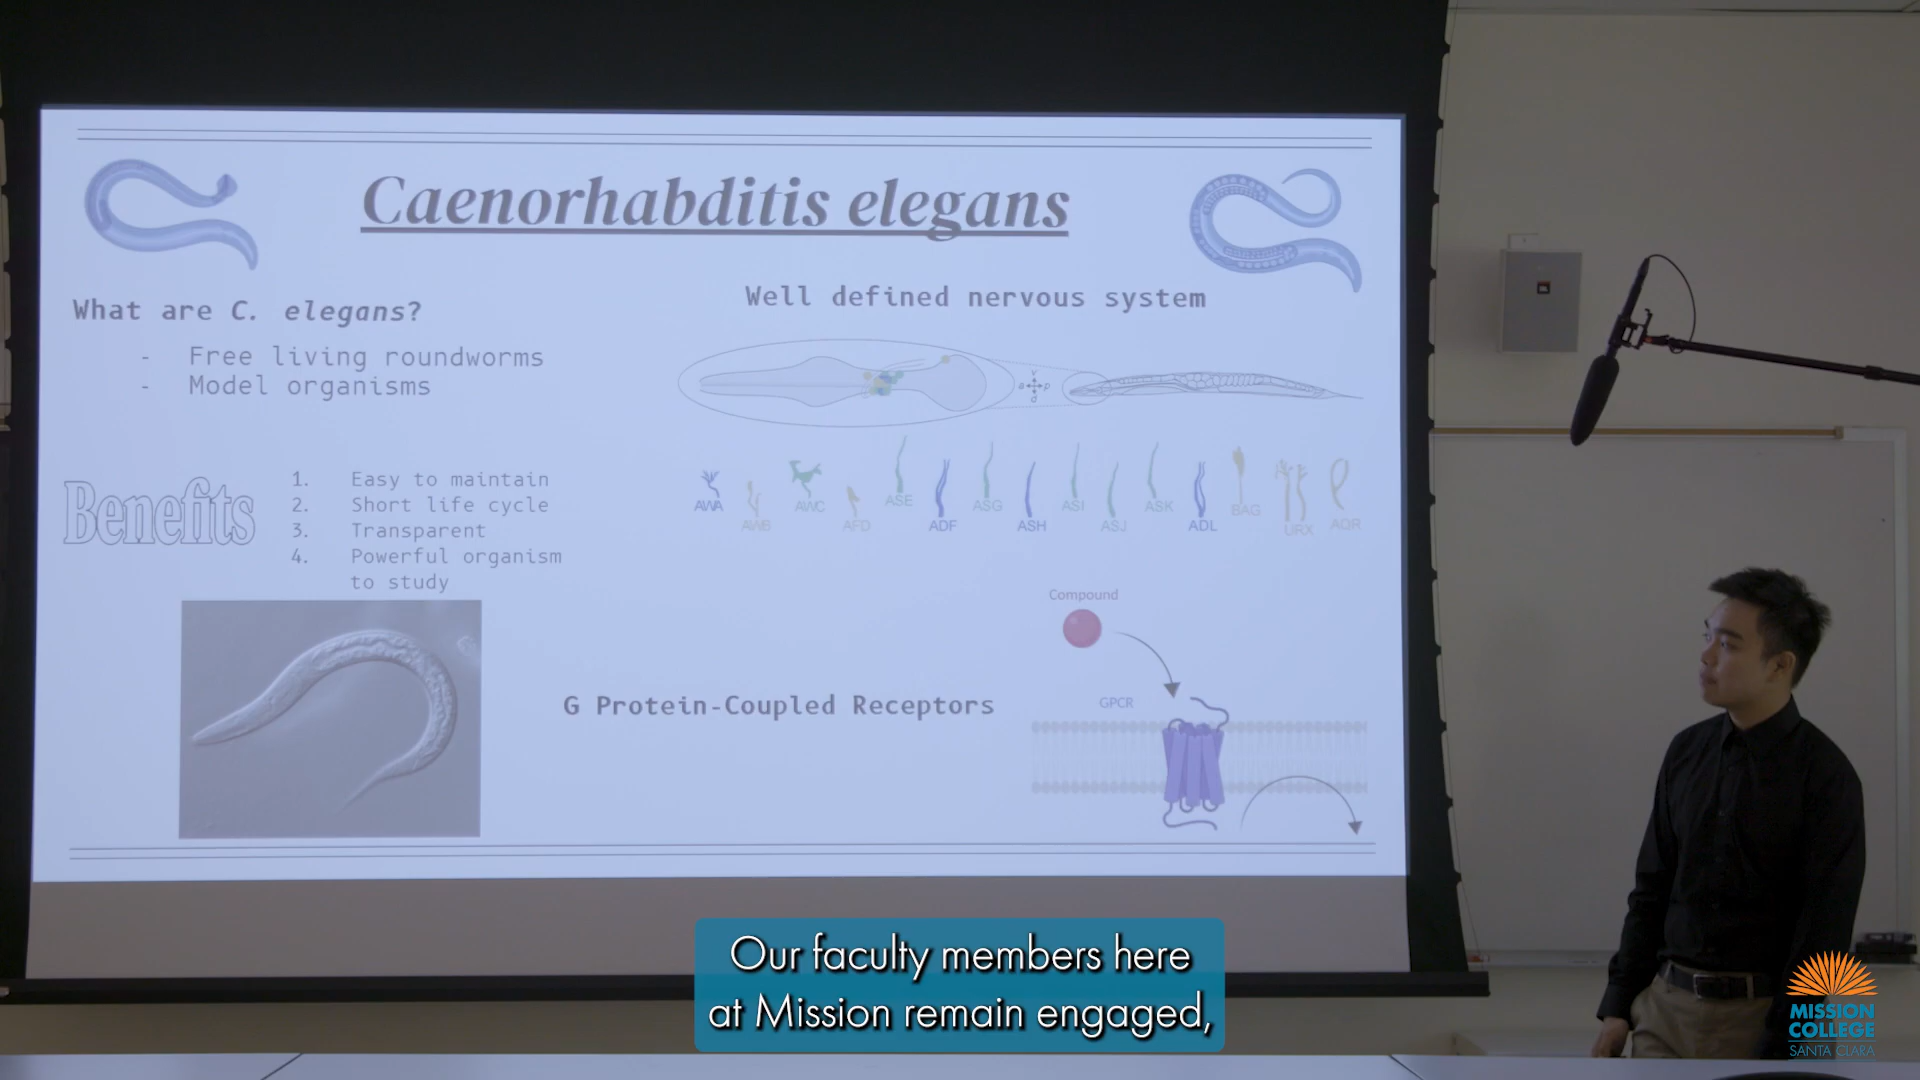 Caenorhabditis elegans
What are C. elegans?
- Free living roundworms
- Model organisms
Benefits
1. Easy to maintain
2. Short life cycle
3. Transparent
4. Powerful organism
to study
Well defined nervous system
v
a p
d
AWA
AWB
AWC
AFD
ASE
ADF
ASG
ASH
ASI
ASJ
ASK
ADL
BAG
URX
AQR
G Protein-Coupled Receptors
Compound
GPCR
Our faculty members here
at Mission remain engaged,
MISSION
COLLEGE
SANTA CLARA